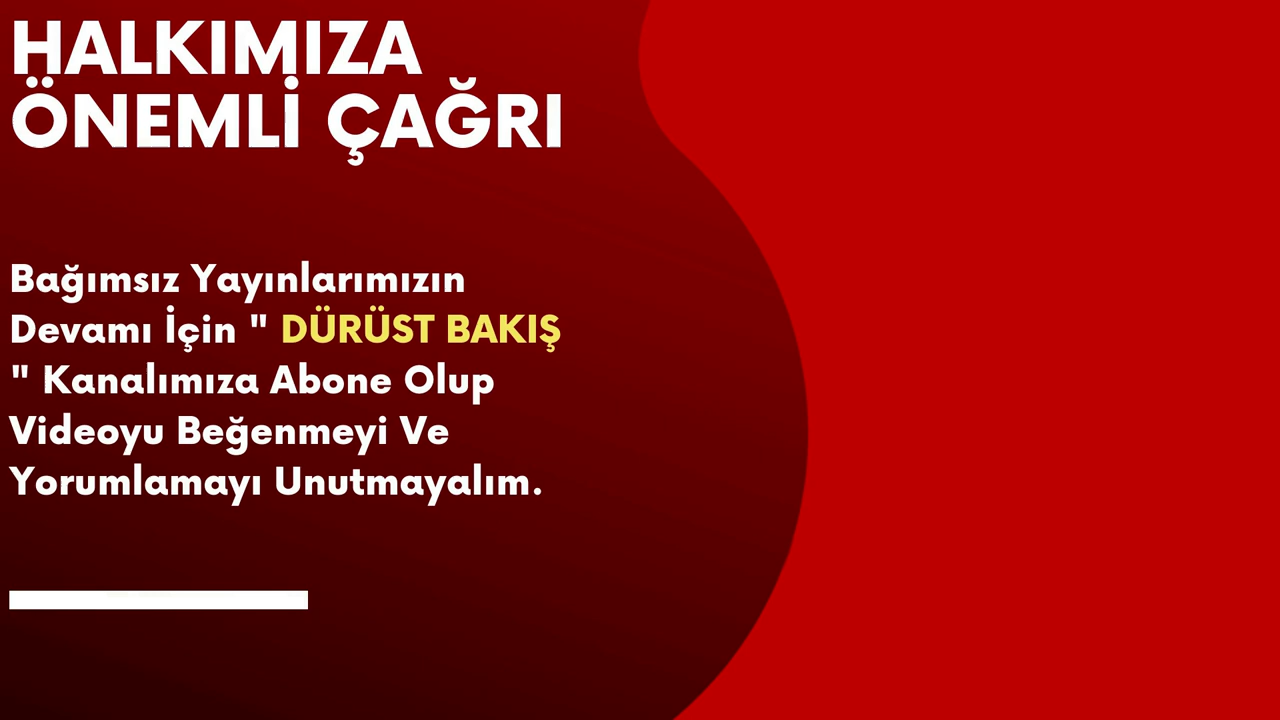 HALKIMIZA
ÖNEMLİ ÇAĞRI
Bağımsız Yayınlarımızın
Devamı İçin " DÜRÜST BAKIŞ
" Kanalımıza Abone Olup
Videoyu Beğenmeyi Ve
Yorumlamayı Unutmayalım.